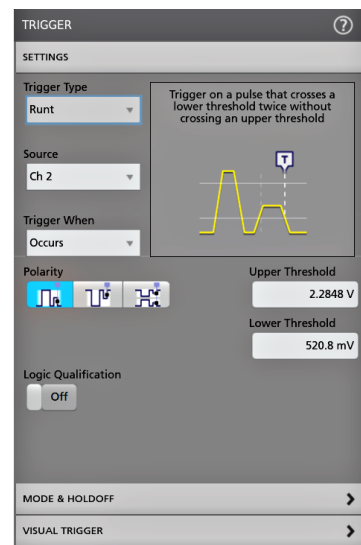 TRIGGER
?
SETTINGS
Trigger Type
Runt
Trigger on a pulse that crosses a
lower threshold twice without
crossing an upper threshold
T
Source
Ch 2
Trigger When
Occurs
Polarity
Upper Threshold
2.2848 V
Lower Threshold
520.8 mV
Logic Qualification
Off
MODE & HOLDOFF
VISUAL TRIGGER